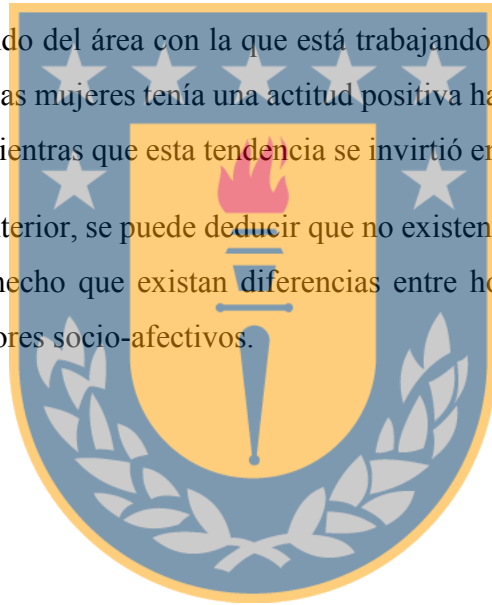 do del área con la que está trabajando
as mujeres tenía una actitud positiva ha
ientras que esta tendencia se invirtió en
terior, se puede deducir que no existen
hecho que existan diferencias entre ho
ores socio-afectivos.